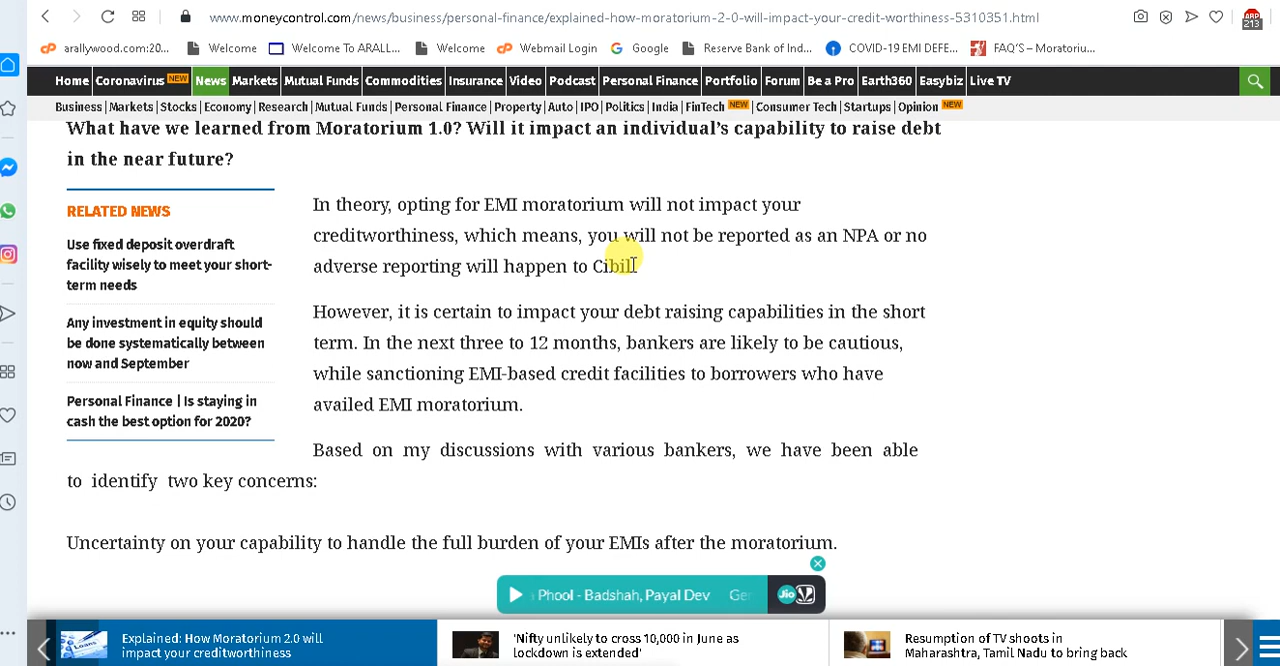 www.moneycontrol.com/news/business/personal-finance/explained-how-moratorium-2-0-will-impact-your-credit-worthiness-5310351.html
ARP
213
arallywood.com:20...
Welcome
Welcome To ARALL...
Welcome
Webmail Login
Google
Reserve Bank of Ind...
COVID-19 EMI DEFE...
FAQ'S – Moratoriu...
Home
Coronavirus NEW
News
Markets
Mutual Funds
Commodities
Insurance
Video
Podcast
Personal Finance
Portfolio
Forum
Be a Pro
Earth360
Easybiz
Live TV
Business | Markets | Stocks | Economy | Research | Mutual Funds | Personal Finance | Property | Auto | IPO | Politics | India | FinTech NEW | Consumer Tech | Startups | Opinion NEW
What have we learned from Moratorium 1.0? Will it impact an individual's capability to raise debt
in the near future?
RELATED NEWS
Use fixed deposit overdraft
facility wisely to meet your short-
term needs
Any investment in equity should
be done systematically between
now and September
Personal Finance | Is staying in
cash the best option for 2020?
In theory, opting for EMI moratorium will not impact your
creditworthiness, which means, you will not be reported as an NPA or no
adverse reporting will happen to Cibil.
However, it is certain to impact your debt raising capabilities in the short
term. In the next three to 12 months, bankers are likely to be cautious,
while sanctioning EMI-based credit facilities to borrowers who have
availed EMI moratorium.
Based on my discussions with various bankers, we have been able
to identify two key concerns:
Uncertainty on your capability to handle the full burden of your EMIs after the moratorium.
Phool - Badshah, Payal Dev
Jio
Loans
Explained: How Moratorium 2.0 will
impact your creditworthiness
'Nifty unlikely to cross 10,000 in June as
lockdown is extended'
Resumption of TV shoots in
Maharashtra, Tamil Nadu to bring back